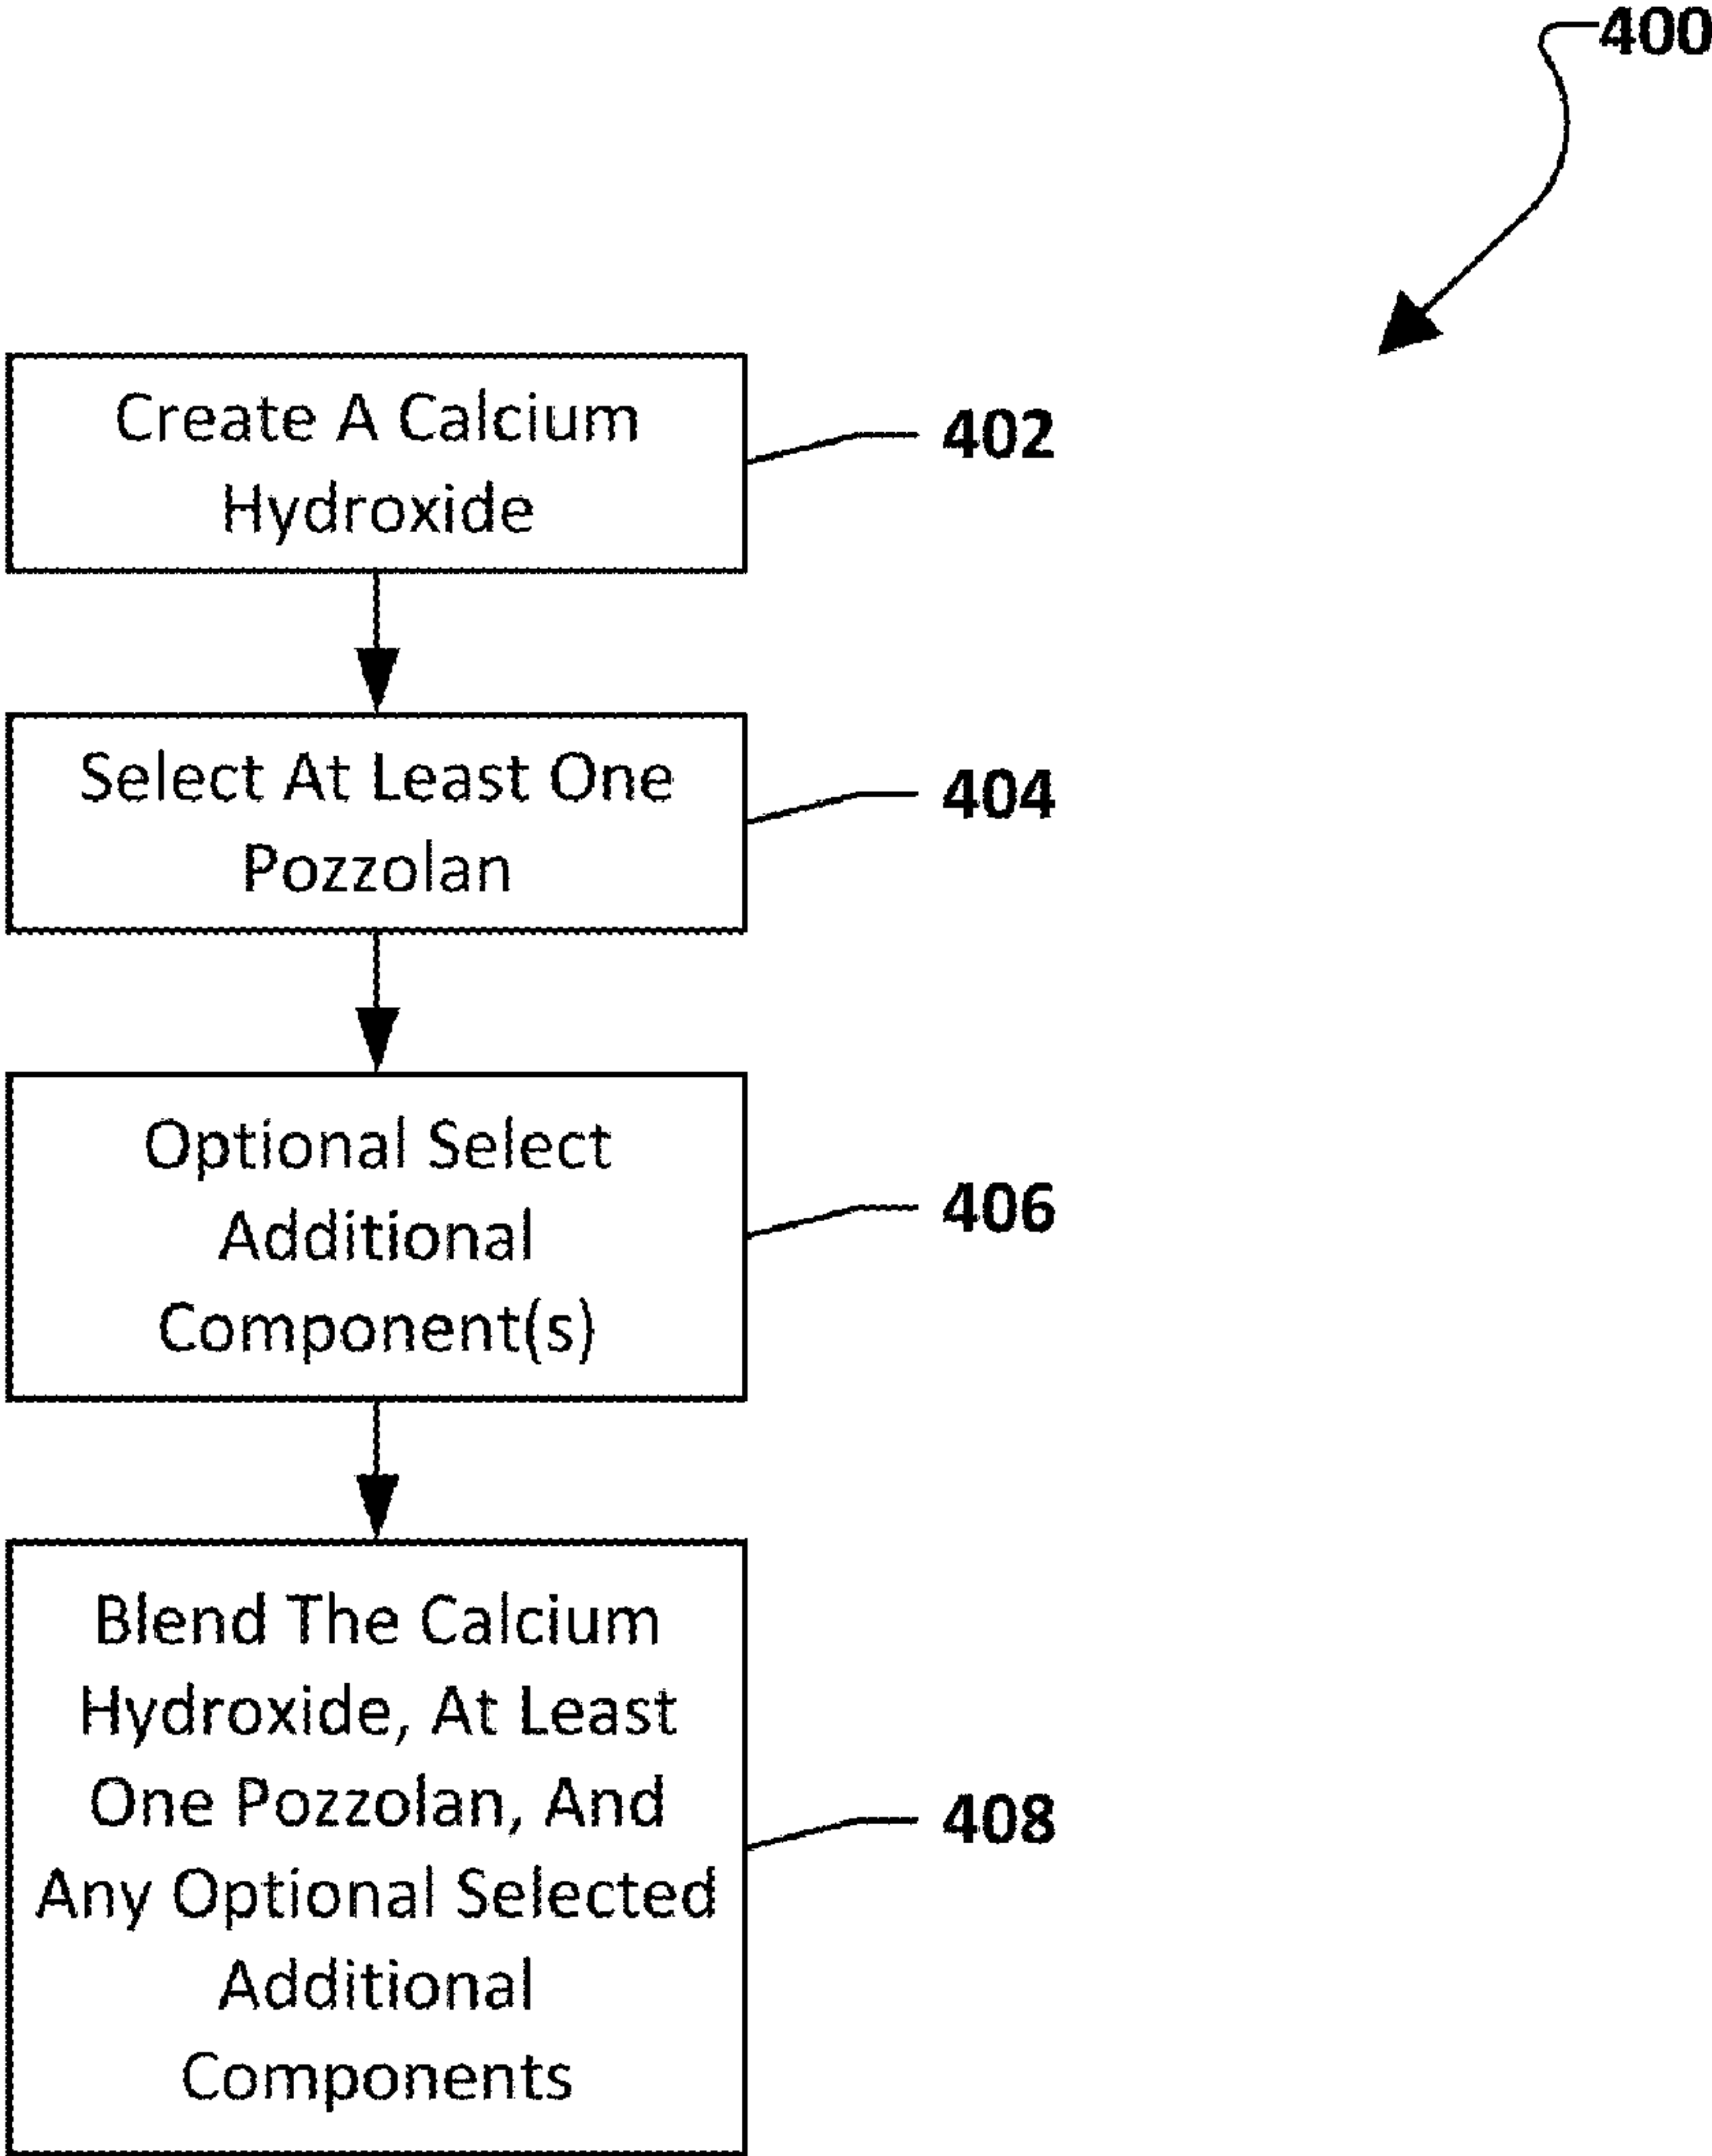 400
Create A Calcium
Hydroxide
402
Select At Least One
Pozzolan
404
Optional Select
Additional
Component(s)
406
Blend The Calcium
Hydroxide, At Least
One Pozzolan, And
Any Optional Selected
Additional
Components
408